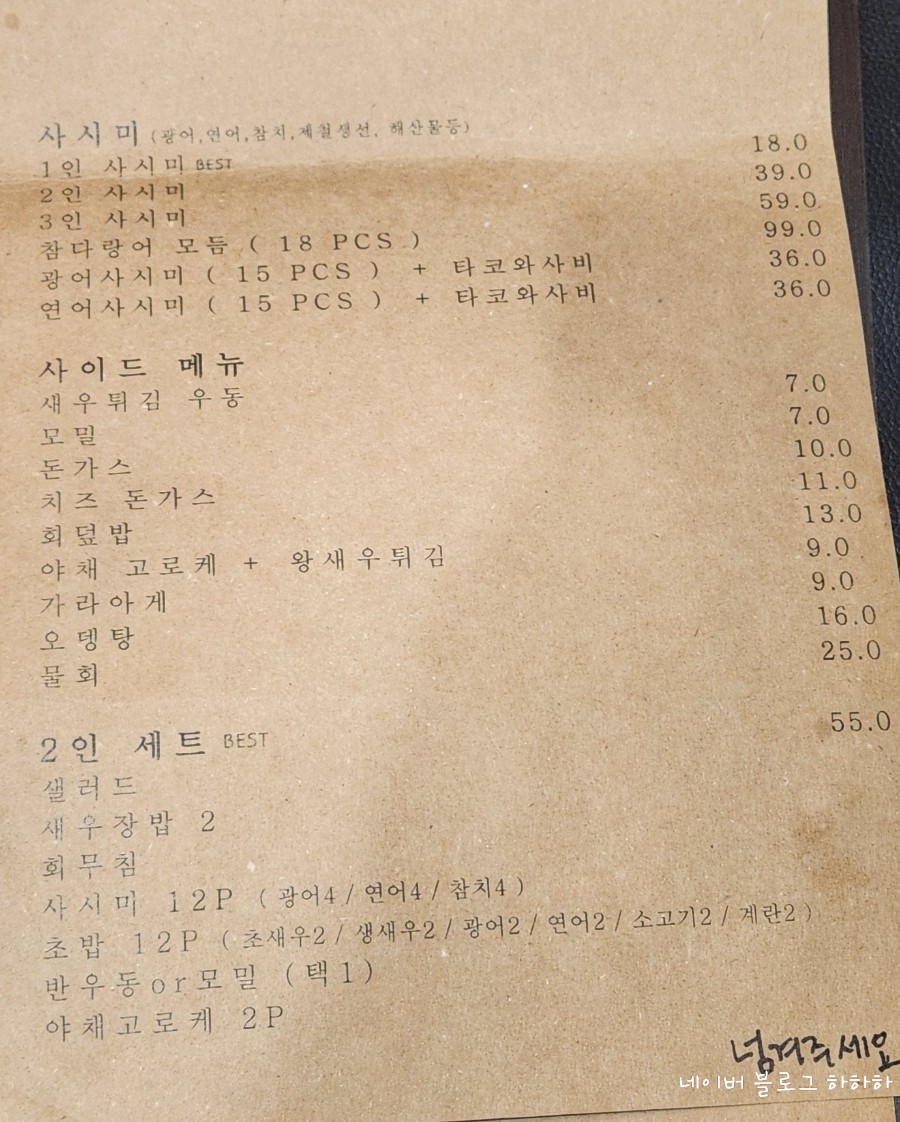 사시미 (광어,연어,참치,제철생선, 해산물등)
1인 사시미 BEST 18.0
2인 사시미 39.0
3인 사시미 59.0
참다랑어 모듬 ( 18 PCS ) 99.0
광어사시미 ( 15 PCS ) + 타코와사비 36.0
연어사시미 ( 15 PCS ) + 타코와사비 36.0
사이드 메뉴
새우튀김 우동 7.0
모밀 7.0
돈가스 10.0
치즈 돈가스 11.0
회덮밥 13.0
야채 고로케 + 왕새우튀김 9.0
가라아게 9.0
오뎅탕 16.0
물회 25.0
2인 세트 BEST 55.0
샐러드
새우장밥 2
회무침
사시미 12P ( 광어4 / 연어4 / 참치4 )
초밥 12P ( 초새우2 / 생새우2 / 광어2 / 연어2 / 소고기2 / 계란2 )
반우동or모밀 (택1)
야채고로케 2P
넘겨주세요
네이버 블로그 하하하